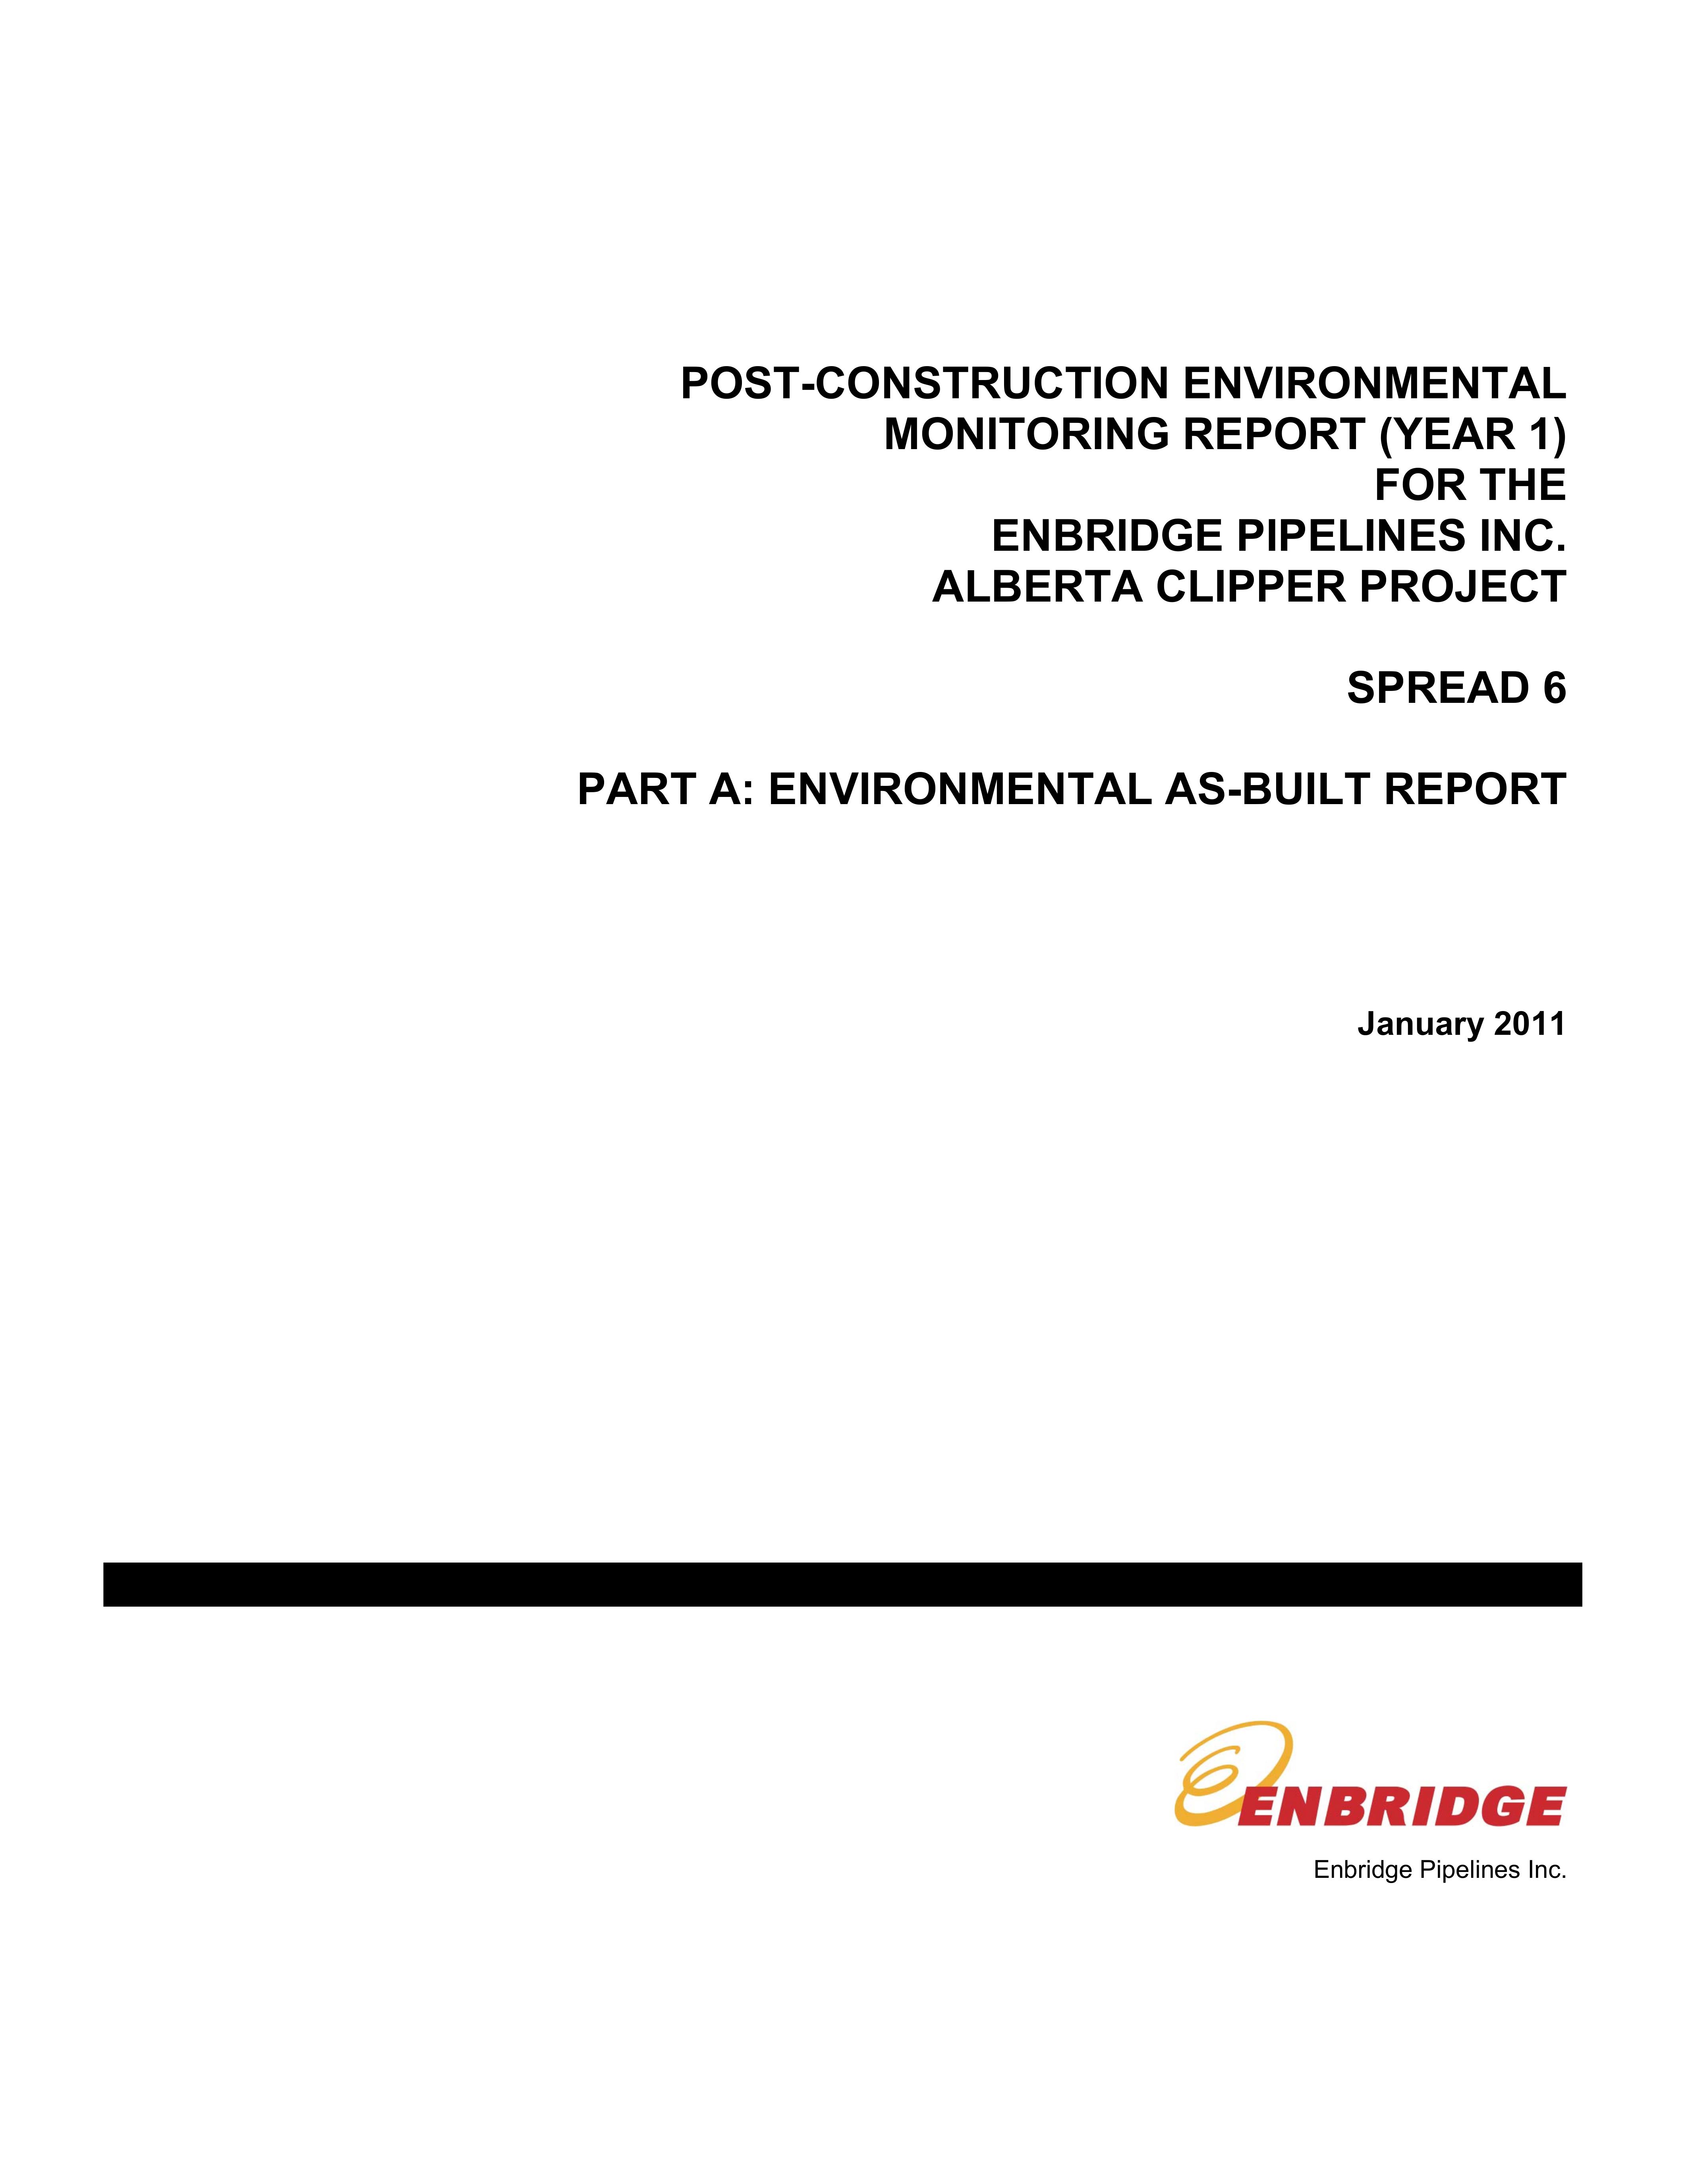 POST-CONSTRUCTION ENVIRONMENTAL
MONITORING REPORT (YEAR 1)
FOR THE
ENBRIDGE PIPELINES INC.
ALBERTA CLIPPER PROJECT
SPREAD 6
PART A: ENVIRONMENTAL AS-BUILT REPORT
January 2011
ENBRIDGE
Enbridge Pipelines Inc.